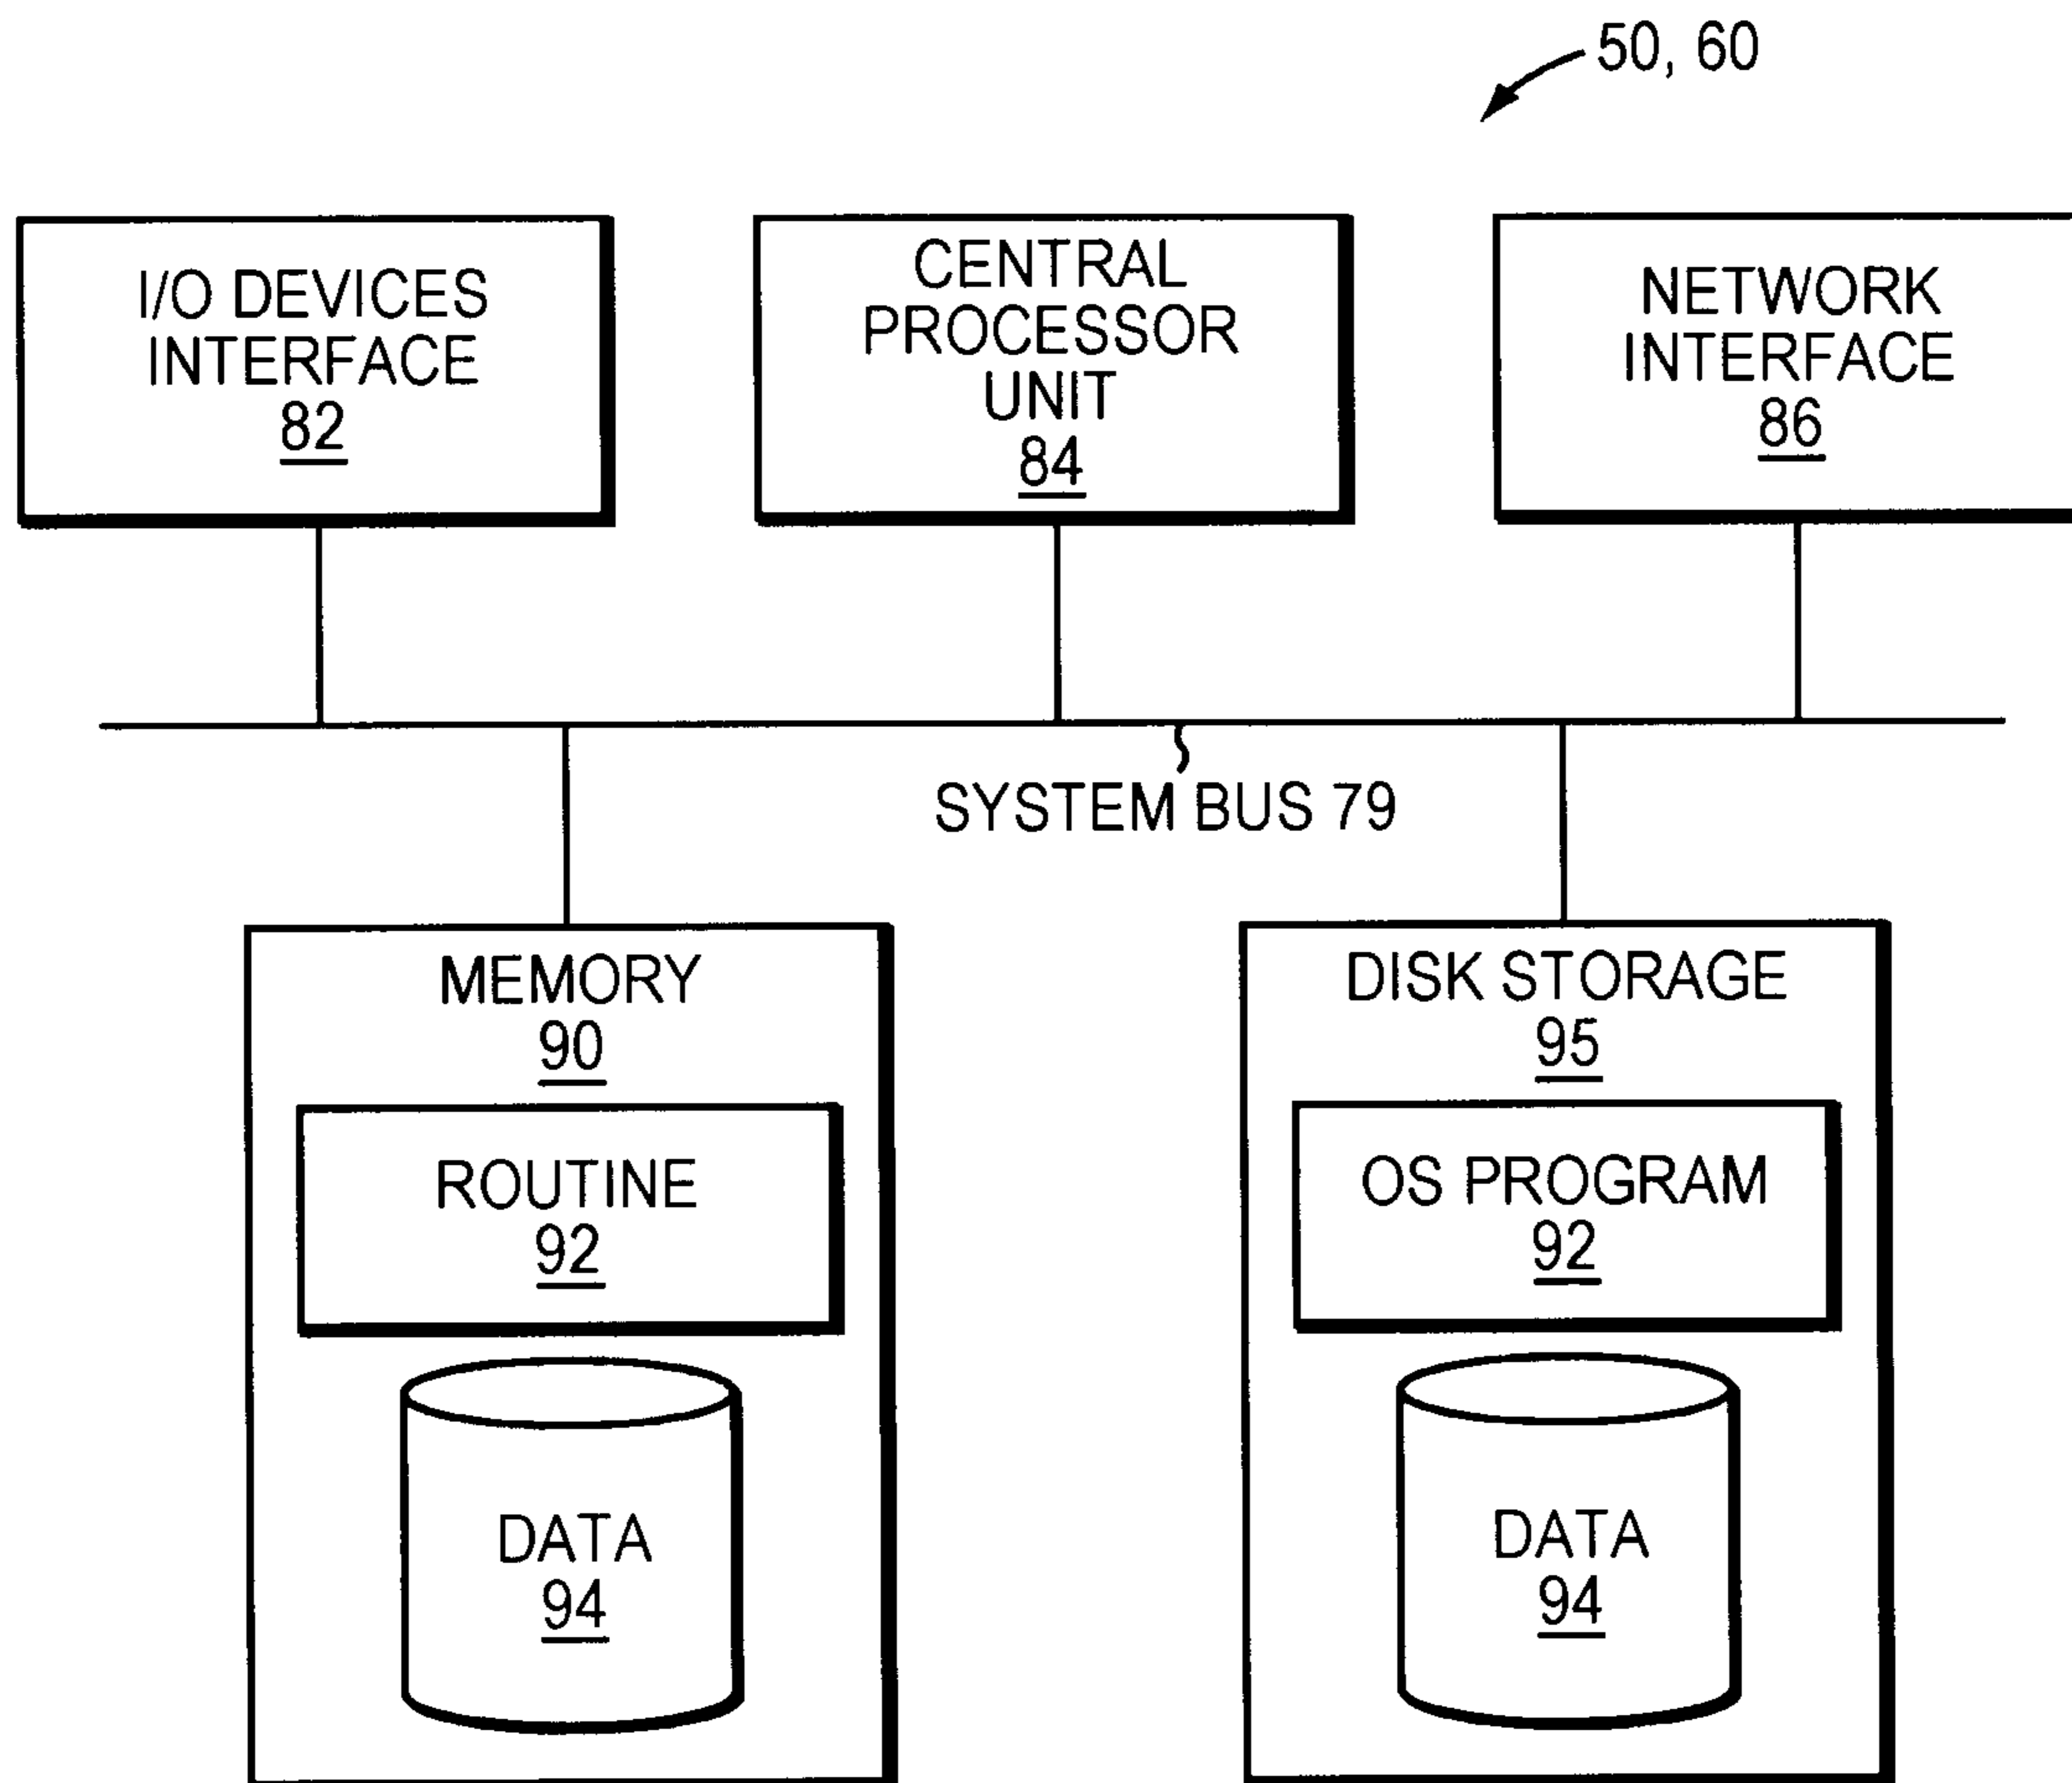 50, 60
I/O DEVICES
INTERFACE
82
CENTRAL
PROCESSOR
UNIT
84
NETWORK
INTERFACE
86
SYSTEM BUS 79
MEMORY
90
ROUTINE
92
DATA
94
DISK STORAGE
95
OS PROGRAM
92
DATA
94